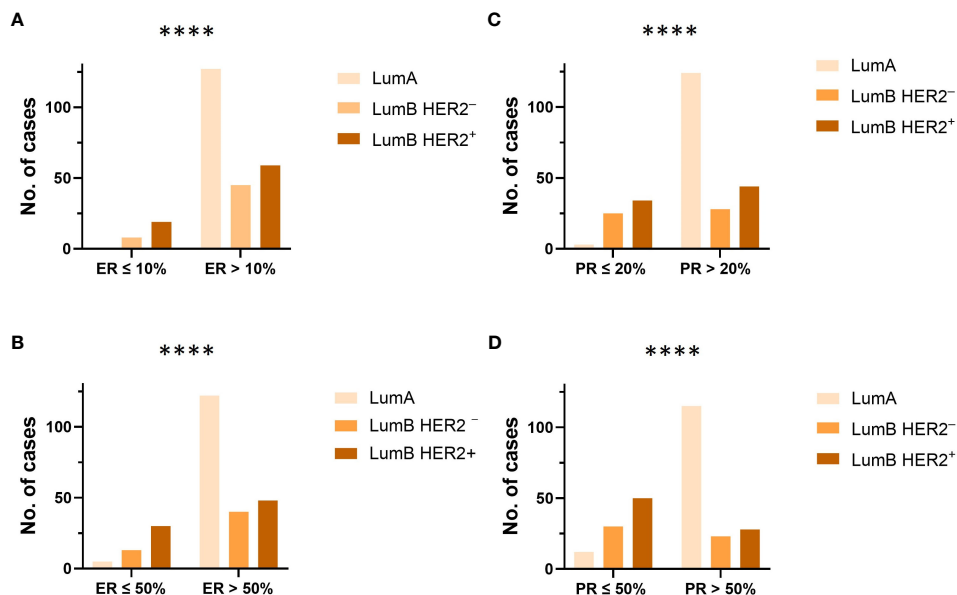 A
****
No. of cases
100
50
0
ER ≤ 10%
ER > 10%
LumA
LumB HER2⁻
LumB HER2⁺
C
****
No. of cases
100
50
0
PR ≤ 20%
PR > 20%
LumA
LumB HER2⁻
LumB HER2⁺
B
****
No. of cases
100
50
0
ER ≤ 50%
ER > 50%
LumA
LumB HER2 ⁻
LumB HER2+
D
****
No. of cases
100
50
0
PR ≤ 50%
PR > 50%
LumA
LumB HER2⁻
LumB HER2⁺